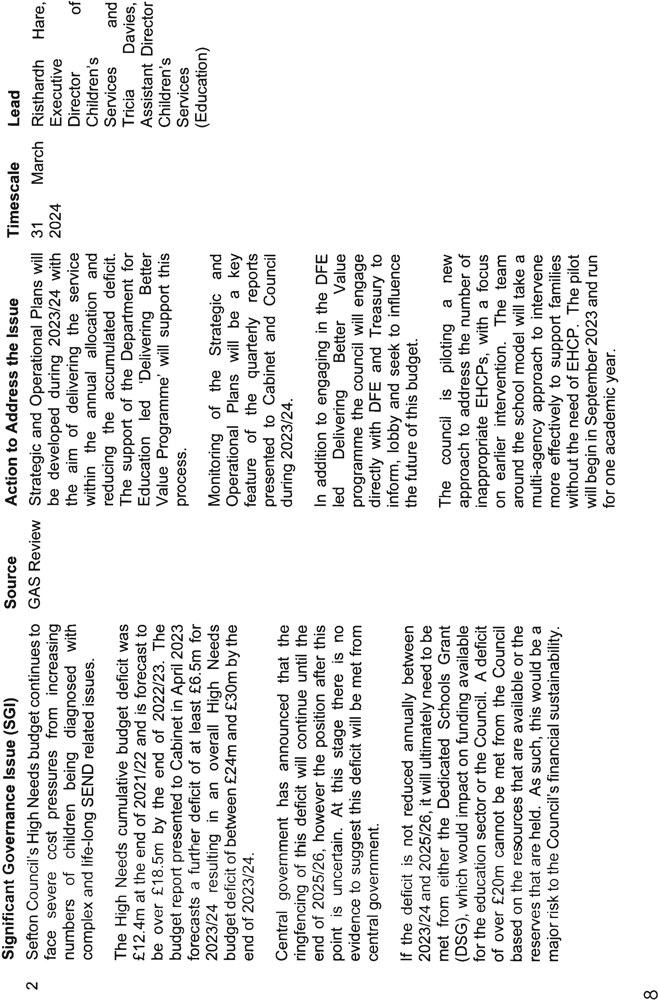 Significant Governance Issue (SGI)
Source
Action to Address the Issue
Timescale
Lead
2
Sefton Council's High Needs budget continues to
face severe cost pressures from increasing
numbers of children being diagnosed with
complex and life-long SEND related issues.
The High Needs cumulative budget deficit was
£12.4m at the end of 2021/22 and is forecast to
be over £18.5m by the end of 2022/23. The
budget report presented to Cabinet in April 2023
forecasts a further deficit of at least £6.5m for
2023/24 resulting in an overall High Needs
budget deficit of between £24m and £30m by the
end of 2023/24.
Central government has announced that the
ringfencing of this deficit will continue until the
end of 2025/26, however the position after this
point is uncertain. At this stage there is no
evidence to suggest this deficit will be met from
central government.
If the deficit is not reduced annually between
2023/24 and 2025/26, it will ultimately need to be
met from either the Dedicated Schools Grant
(DSG), which would impact on funding available
for the education sector or the Council. A deficit
of over £20m cannot be met from the Council
based on the resources that are available or the
reserves that are held. As such, this would be a
major risk to the Council's financial sustainability.
GAS Review
Strategic and Operational Plans will
be developed during 2023/24 with
the aim of delivering the service
within the annual allocation and
reducing the accumulated deficit.
The support of the Department for
Education led 'Delivering Better
Value Programme' will support this
process.
Monitoring of the Strategic and
Operational Plans will be a key
feature of the quarterly reports
presented to Cabinet and Council
during 2023/24.
In addition to engaging in the DFE
led Delivering Better Value
programme the council will engage
directly with DFE and Treasury to
inform, lobby and seek to influence
the future of this budget.
The council is piloting a new
approach to address the number of
inappropriate EHCPs, with a focus
on earlier intervention. The team
around the school model will take a
multi-agency approach to intervene
more effectively to support families
without the need of EHCP. The pilot
will begin in September 2023 and run
for one academic year.
31 March
2024
Risthardh Hare,
Executive
Director of
Children's
Services and
Tricia Davies,
Assistant Director
Children's
Services
(Education)
8